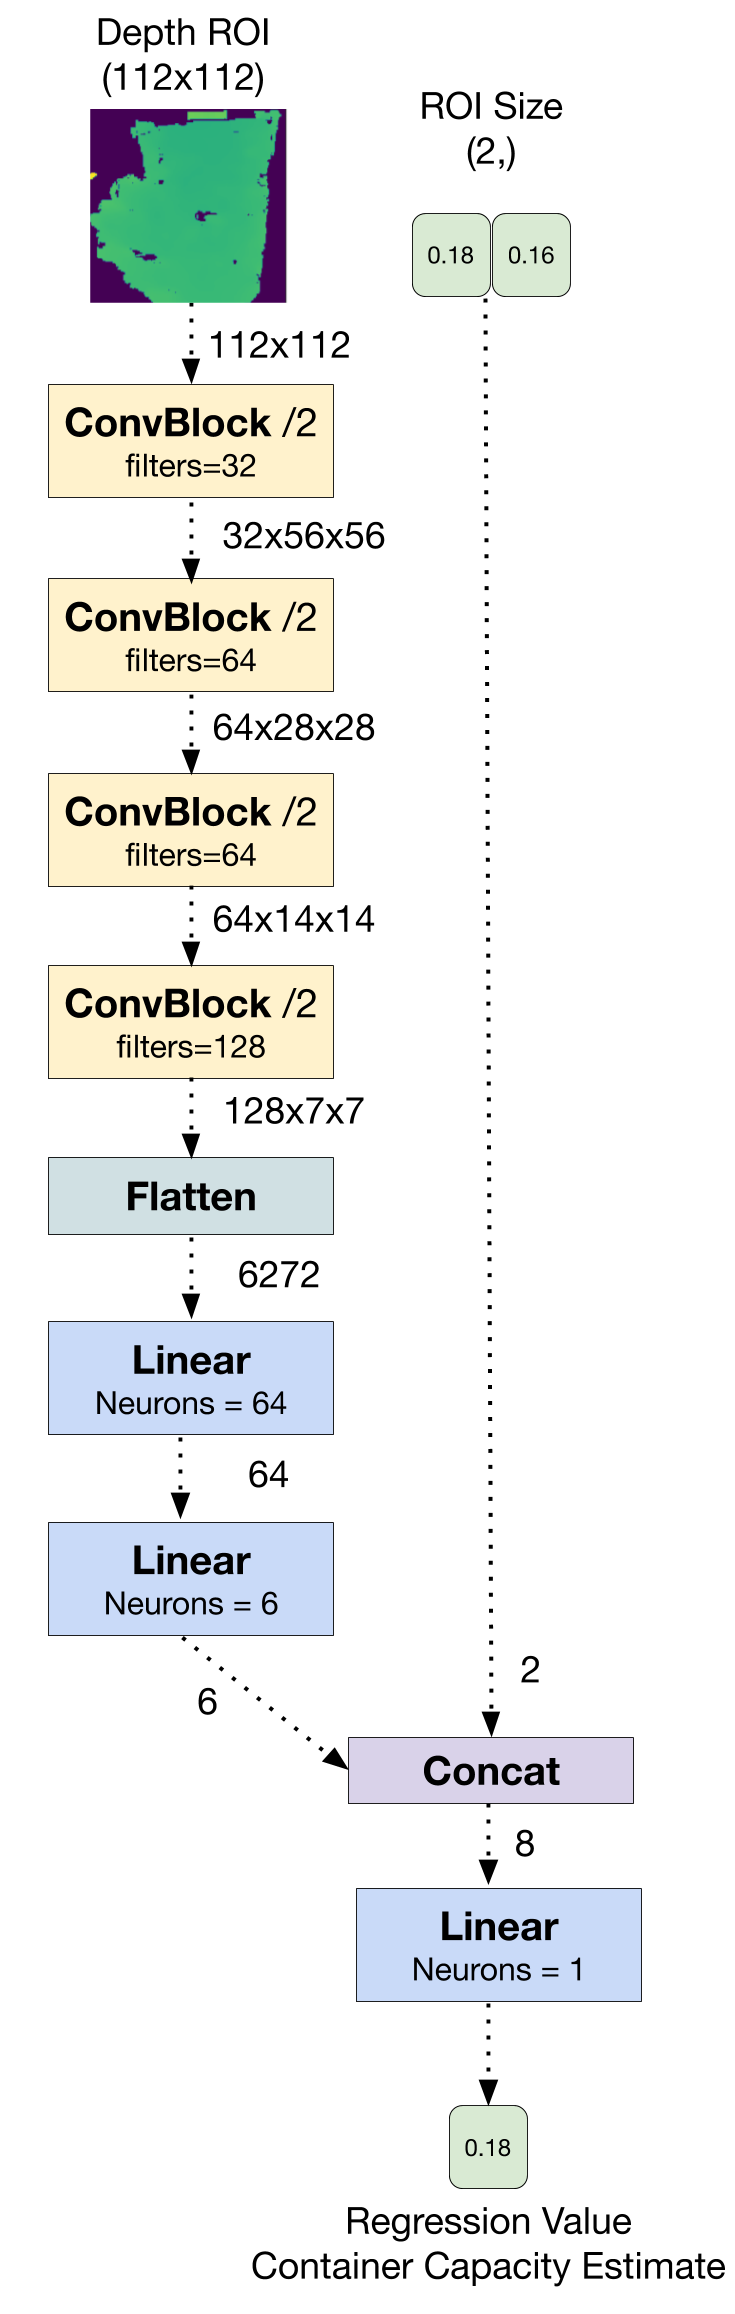 Depth ROI
(112x112)
ROI Size
(2,)
0.18
0.16
112x112
ConvBlock /2
filters=32
32x56x56
ConvBlock /2
filters=64
64x28x28
ConvBlock /2
filters=64
64x14x14
ConvBlock /2
filters=128
128x7x7
Flatten
6272
Linear
Neurons = 64
64
Linear
Neurons = 6
6
2
Concat
8
Linear
Neurons = 1
0.18
Regression Value
Container Capacity Estimate